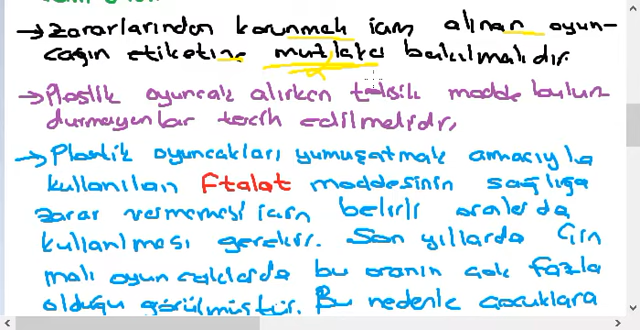 → Zararlarından korunmak için alınan oyun-
cağın etiketine mutlaka bakılmalıdır.
→ Plastik oyuncak alırken toksik madde bulun
durmayanlar tercih edilmelidir.
→ Plastik oyuncakları yumuşatmak amacıyla
kullanılan Ftalat maddesinin sağlığa
zarar vermemesi için belirli oranlarda
kullanılması gerekir. Son yıllarda Çin
malı oyuncaklarda bu oranın çok fazla
olduğu görülmüştür. Bu nedenle çocuklara